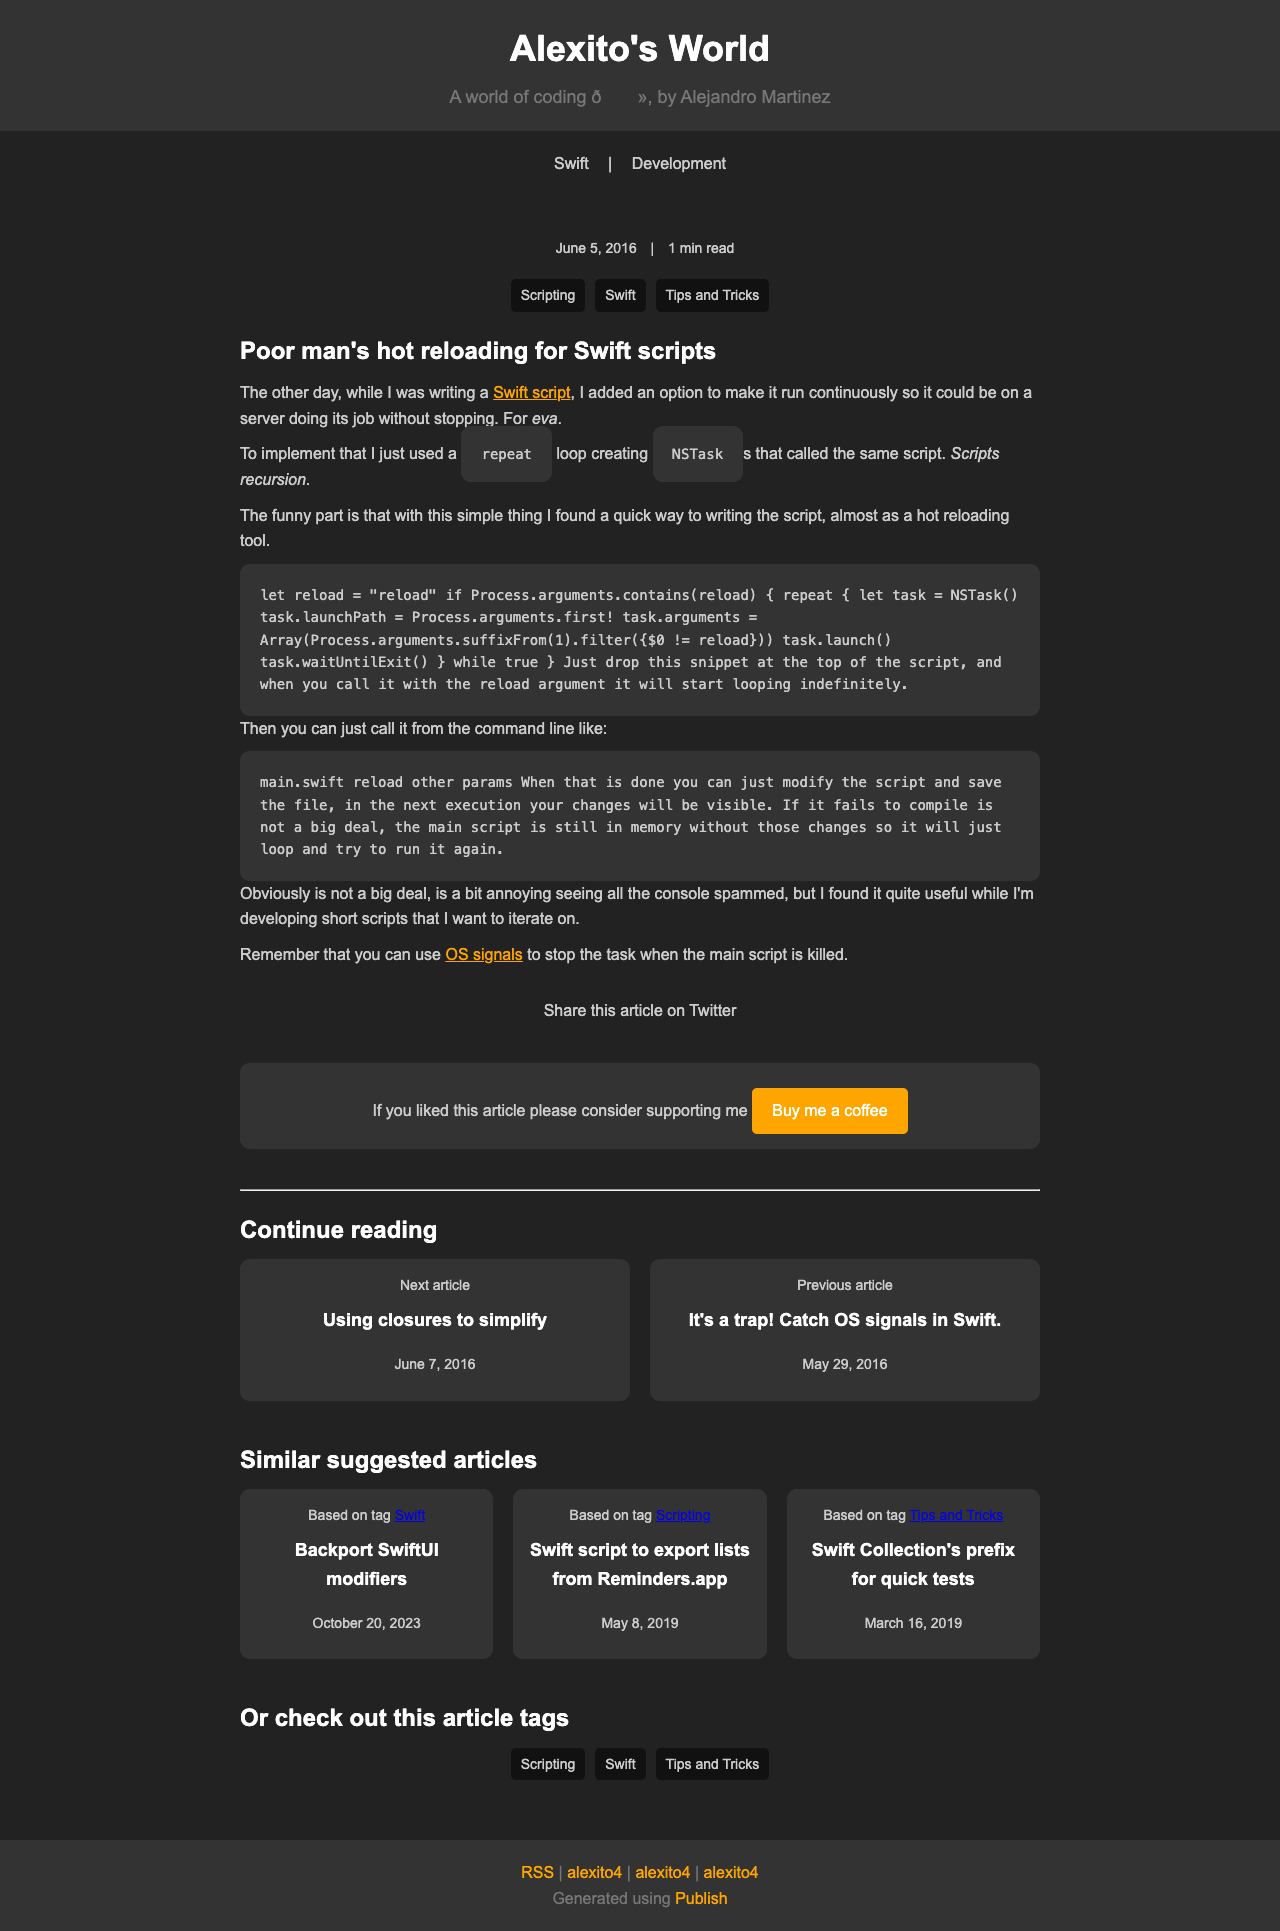 Alexito's World
A world of coding ð    », by Alejandro Martinez
Swift | Development
June 5, 2016 | 1 min read
Scripting Swift Tips and Tricks
Poor man's hot reloading for Swift scripts
The other day, while I was writing a Swift script, I added an option to make it run continuously so it could be on a
server doing its job without stopping. For eva.
To implement that I just used a repeat loop creating NSTask s that called the same script. Scripts
recursion.
The funny part is that with this simple thing I found a quick way to writing the script, almost as a hot reloading
tool.
let reload = "reload" if Process.arguments.contains(reload) { repeat { let task = NSTask()
task.launchPath = Process.arguments.first! task.arguments =
Array(Process.arguments.suffixFrom(1).filter({$0 != reload})) task.launch()
task.waitUntilExit() } while true } Just drop this snippet at the top of the script, and
when you call it with the reload argument it will start looping indefinitely.
Then you can just call it from the command line like:
main.swift reload other params When that is done you can just modify the script and save
the file, in the next execution your changes will be visible. If it fails to compile is
not a big deal, the main script is still in memory without those changes so it will just
loop and try to run it again.
Obviously is not a big deal, is a bit annoying seeing all the console spammed, but I found it quite useful while I'm
developing short scripts that I want to iterate on.
Remember that you can use OS signals to stop the task when the main script is killed.
Share this article on Twitter
If you liked this article please consider supporting me Buy me a coffee
Continue reading
Next article
Using closures to simplify
June 7, 2016
Previous article
It's a trap! Catch OS signals in Swift.
May 29, 2016
Similar suggested articles
Based on tag Swift
Backport SwiftUI
modifiers
October 20, 2023
Based on tag Scripting
Swift script to export lists
from Reminders.app
May 8, 2019
Based on tag Tips and Tricks
Swift Collection's prefix
for quick tests
March 16, 2019
Or check out this article tags
Scripting Swift Tips and Tricks
RSS | alexito4 | alexito4 | alexito4
Generated using Publish